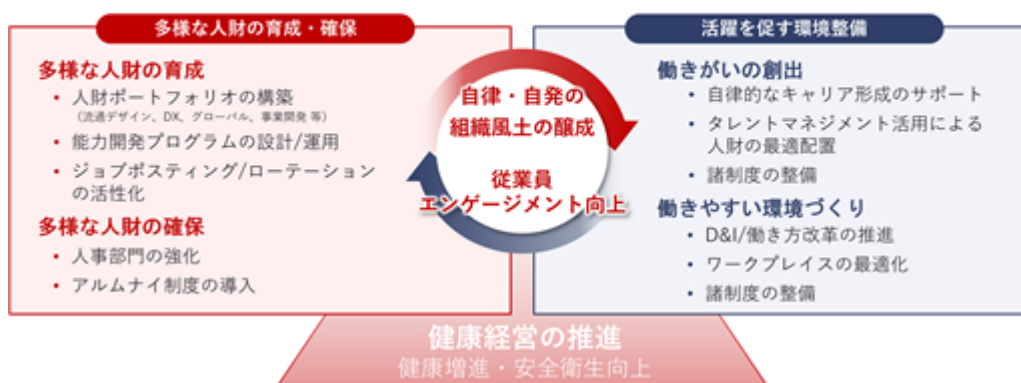 多様な人財の育成・確保
多様な人財の育成
• 人財ポートフォリオの構築
(流通デザイン、DX、グローバル、事業開発 等)
• 能力開発プログラムの設計/運用
• ジョブポスティング/ローテーション
の活性化
多様な人財の確保
• 人事部門の強化
• アルムナイ制度の導入
自律・自発の
組織風土の醸成
従業員
エンゲージメント向上
活躍を促す環境整備
働きがいの創出
• 自律的なキャリア形成のサポート
• タレントマネジメント活用による
人財の最適配置
• 諸制度の整備
働きやすい環境づくり
• D&I/働き方改革の推進
• ワークプレイスの最適化
• 諸制度の整備
健康経営の推進
健康増進・安全衛生向上